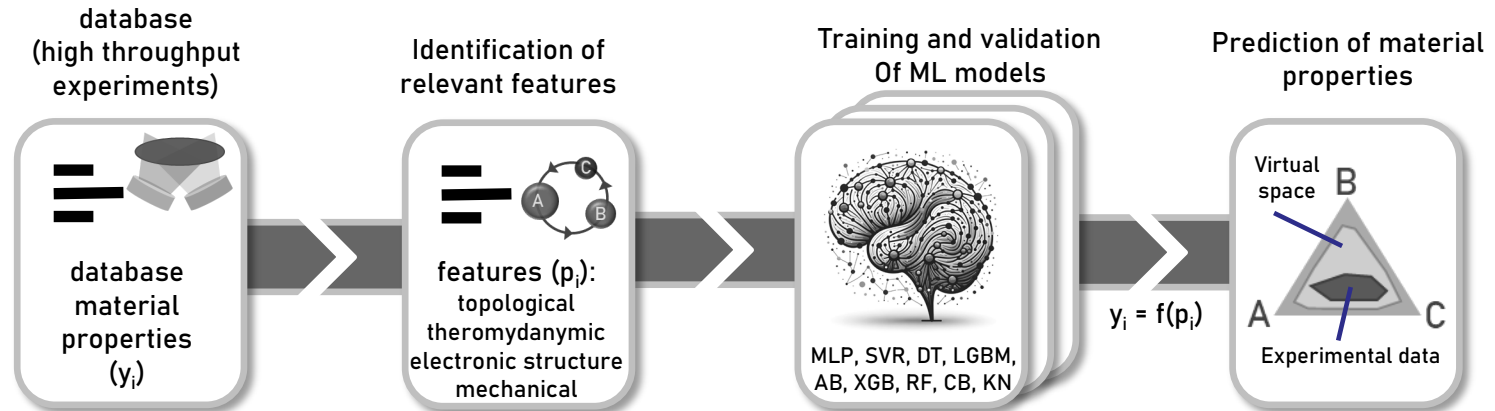 database
(high throughput
experiments)
database
material
properties
(yᵢ)
Identification of
relevant features
C
A
B
features (pᵢ):
topological
theromydanymic
electronic structure
mechanical
Training and validation
Of ML models
MLP, SVR, DT, LGBM,
AB, XGB, RF, CB, KN
yᵢ = f(pᵢ)
Prediction of material
properties
Virtual
space
B
A
C
Experimental data